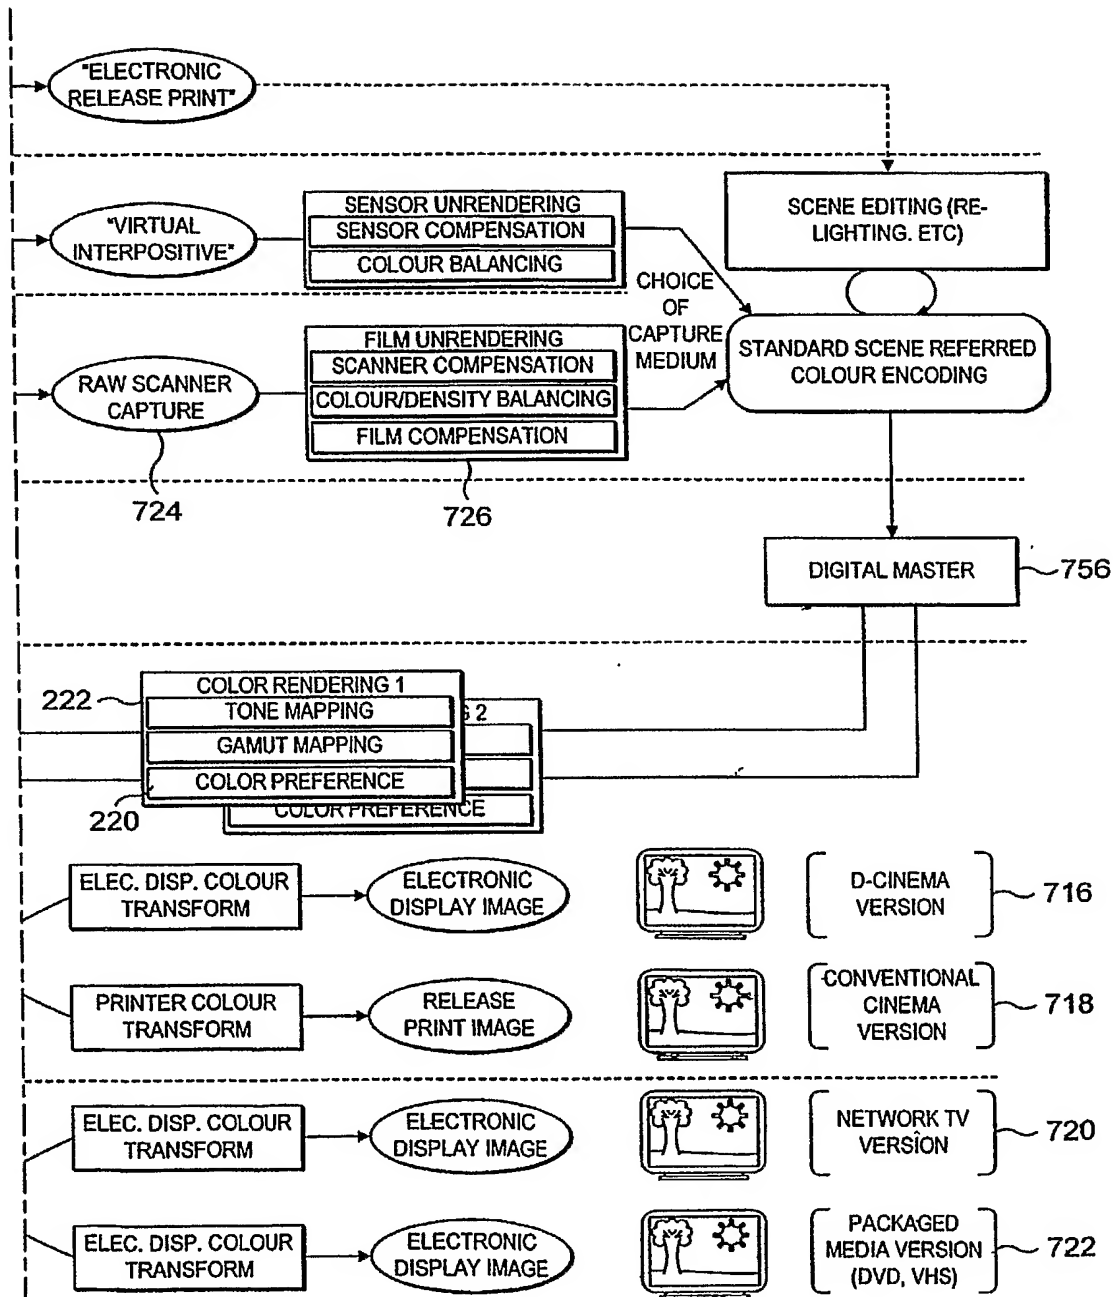 "ELECTRONIC
RELEASE PRINT"
"VIRTUAL
INTERPOSITIVE"
SENSOR UNRENDERING
SENSOR COMPENSATION
COLOUR BALANCING
SCENE EDITING (RE-
LIGHTING. ETC)
CHOICE
OF
CAPTURE
MEDIUM
RAW SCANNER
CAPTURE
724
FILM UNRENDERING
SCANNER COMPENSATION
COLOUR/DENSITY BALANCING
FILM COMPENSATION
726
STANDARD SCENE REFERRED
COLOUR ENCODING
DIGITAL MASTER
756
222
COLOR RENDERING 1
TONE MAPPING
GAMUT MAPPING
COLOR PREFERENCE
220
G 2
COLOR PREFERENCE
ELEC. DISP. COLOUR
TRANSFORM
ELECTRONIC
DISPLAY IMAGE
D-CINEMA
VERSION
716
PRINTER COLOUR
TRANSFORM
RELEASE
PRINT IMAGE
CONVENTIONAL
CINEMA
VERSION
718
ELEC. DISP. COLOUR
TRANSFORM
ELECTRONIC
DISPLAY IMAGE
NETWORK TV
VERSION
720
ELEC. DISP. COLOUR
TRANSFORM
ELECTRONIC
DISPLAY IMAGE
PACKAGED
MEDIA VERSION
(DVD, VHS)
722